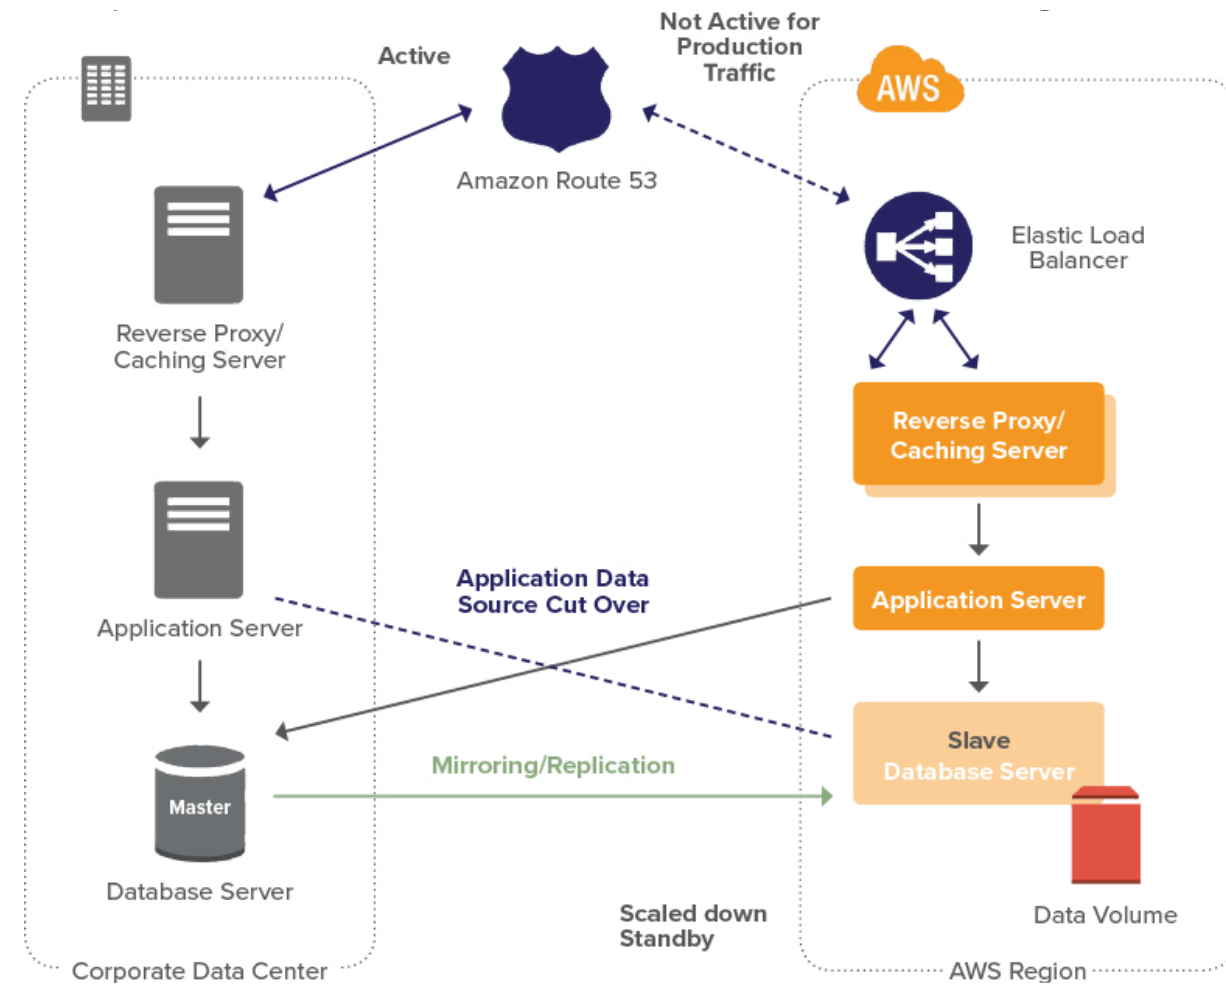 Active
Not Active for
Production
Traffic
AWS
Amazon Route 53
Elastic Load
Balancer
Reverse Proxy/
Caching Server
Reverse Proxy/
Caching Server
Application Data
Source Cut Over
Application Server
Application Server
Slave
Database Server
Mirroring/Replication
Master
Database Server
Scaled down
Standby
Data Volume
Corporate Data Center
AWS Region